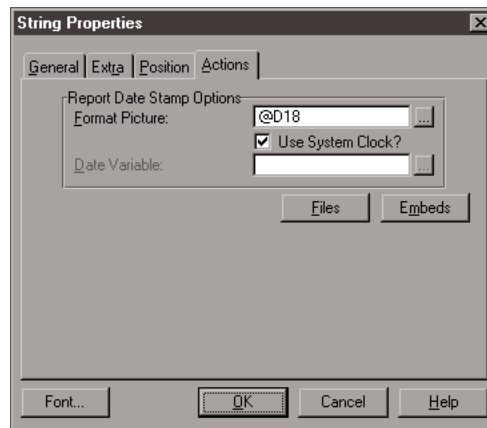 String Properties
General Extra Position Actions
Report Date Stamp Options
Format Picture: @D18 ...
Use System Clock?
Date Variable: ...
Files Embeds
Font... OK Cancel Help